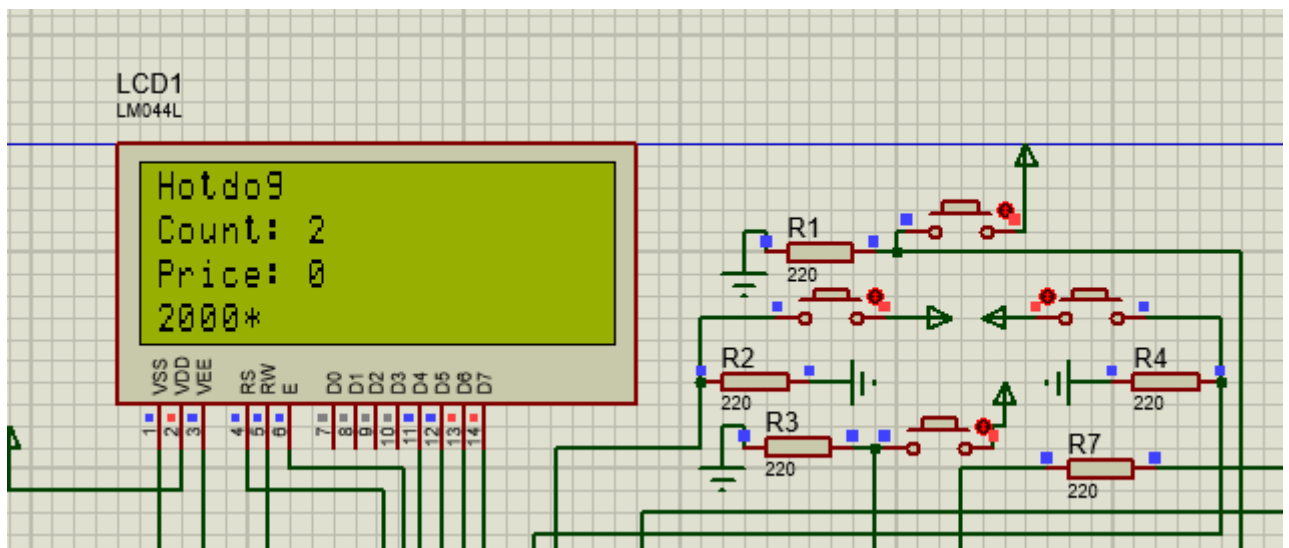 LCD1
LM044L
Hotdog
Count: 2
Price: 0
2000*
VSS VDD VEE RS RW E D0 D1 D2 D3 D4 D5 D6 D7
1 2 3 4 5 6 7 8 9 10 11 12 13 14
R1
220
R2
220
R4
220
R3
220
R7
220